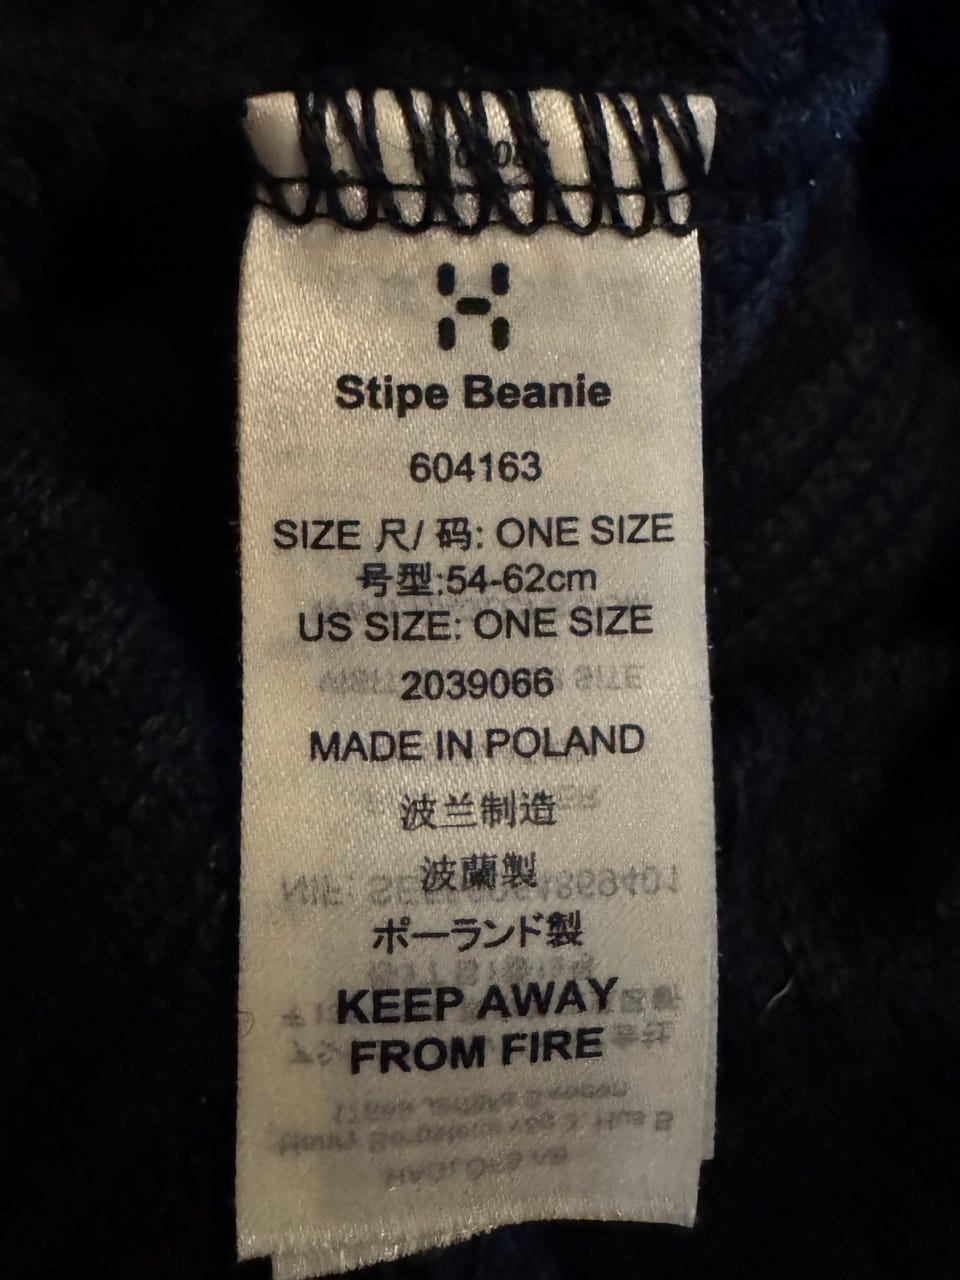 Stipe Beanie
604163
SIZE 尺/ 码: ONE SIZE
号型:54-62cm
US SIZE: ONE SIZE
2039066
MADE IN POLAND
波兰制造
波蘭製
ポーランド製
KEEP AWAY
FROM FIRE